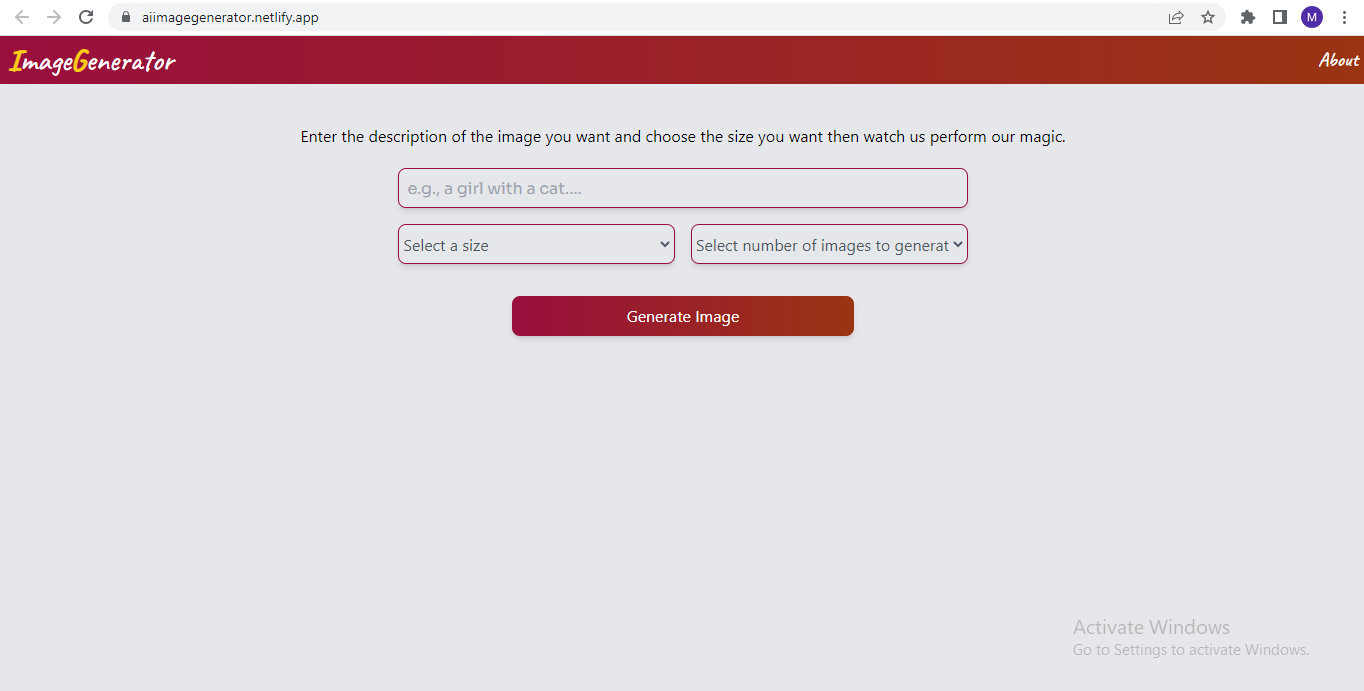 aiimagegenerator.netlify.app
M
ImageGenerator
About
Enter the description of the image you want and choose the size you want then watch us perform our magic.
e.g., a girl with a cat....
Select a size
Select number of images to generat
Generate Image
Activate Windows
Go to Settings to activate Windows.